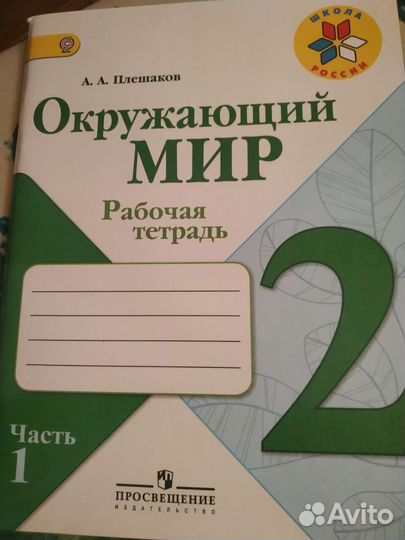 ШКОЛА
РОССИИ
А. А. Плешаков
Окружающий
МИР
Рабочая
тетрадь
2
Часть
1
ПРОСВЕЩЕНИЕ
ИЗДАТЕЛЬСТВО
Avito